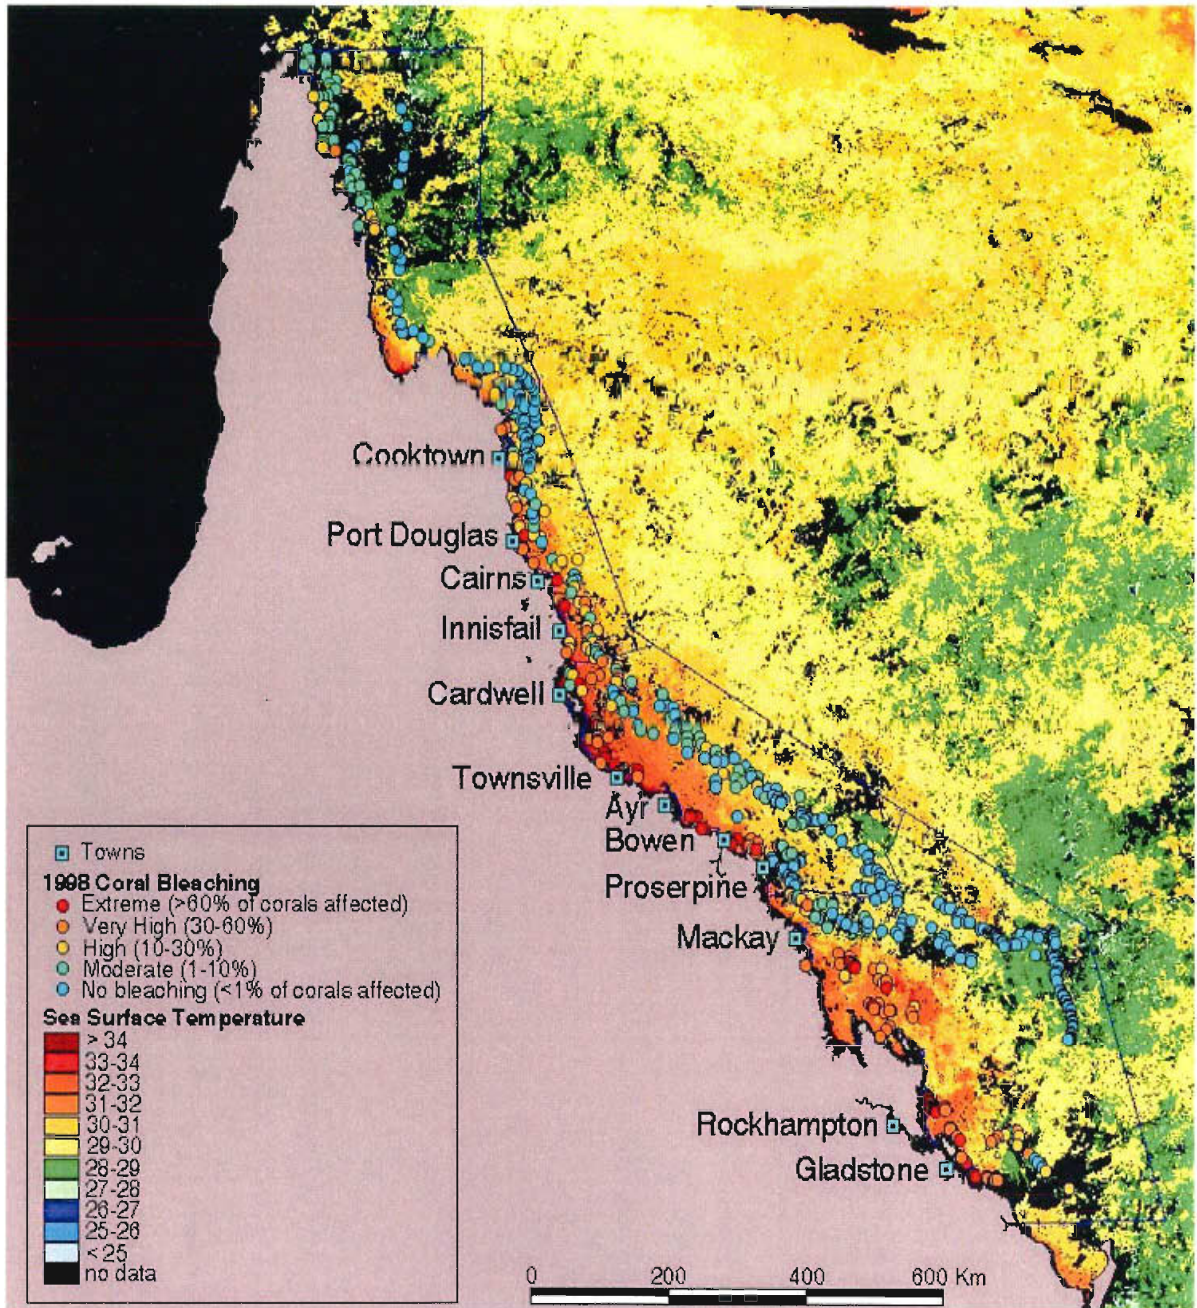 Cooktown
Port Douglas
Cairns
Innisfail
Cardwell
Townsville
Ayr
Bowen
Proserpine
Mackay
Rockhampton
Gladstone
Towns
1998 Coral Bleaching
Extreme (>60% of corals affected)
Very High (30-60%)
High (10-30%)
Moderate (1-10%)
No bleaching (<1% of corals affected)
Sea Surface Temperature
> 34
33-34
32-33
31-32
30-31
29-30
28-29
27-28
26-27
25-26
<25
no data
0 200 400 600 Km